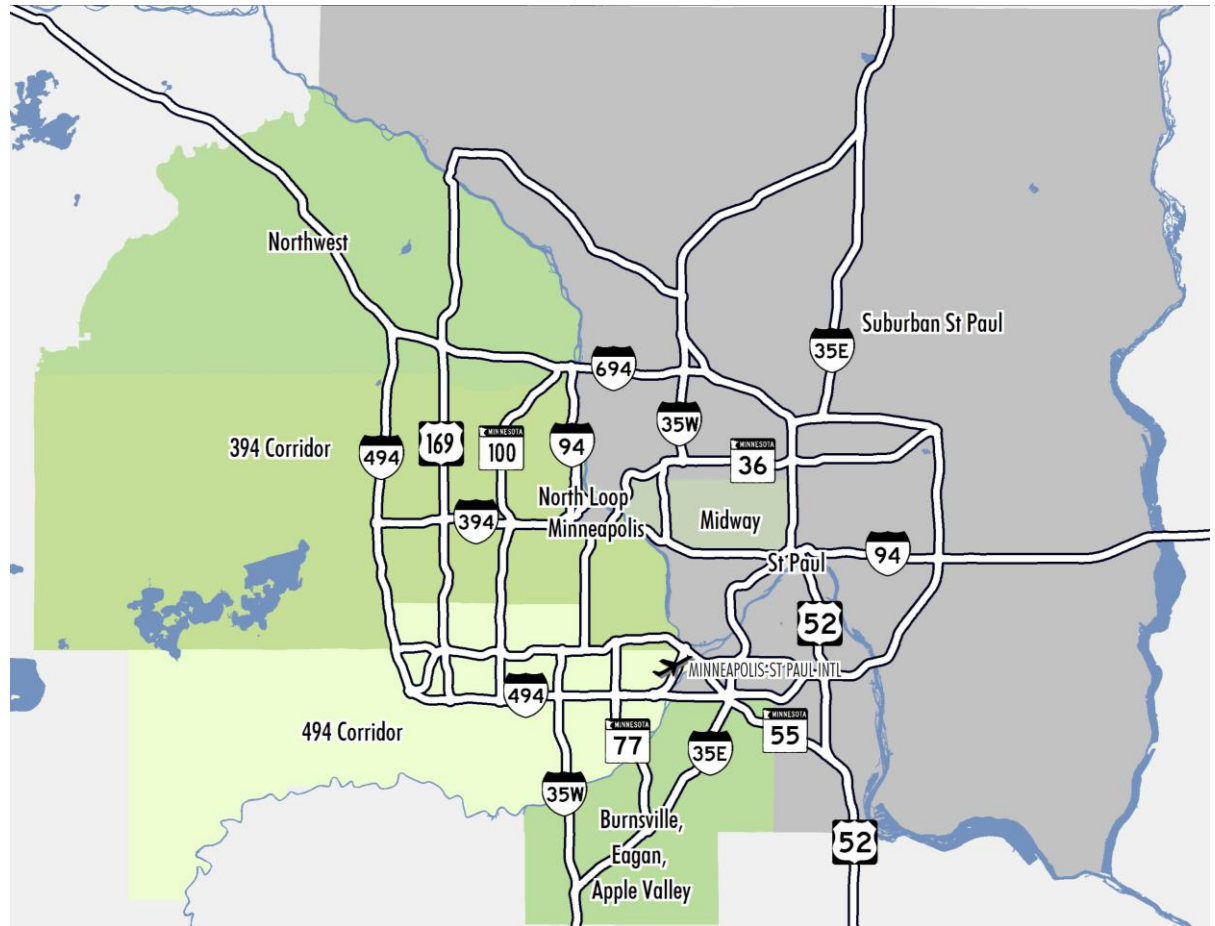 Northwest
Suburban St Paul
35E
694
35W
394 Corridor
494
169
MINNESOTA
100
94
MINNESOTA
36
North Loop
394
Minneapolis
Midway
St Paul
94
52
MINNEAPOLIS-ST PAUL INTL
494
494 Corridor
MINNESOTA
77
35E
MINNESOTA
55
35W
Burnsville,
Eagan,
Apple Valley
52